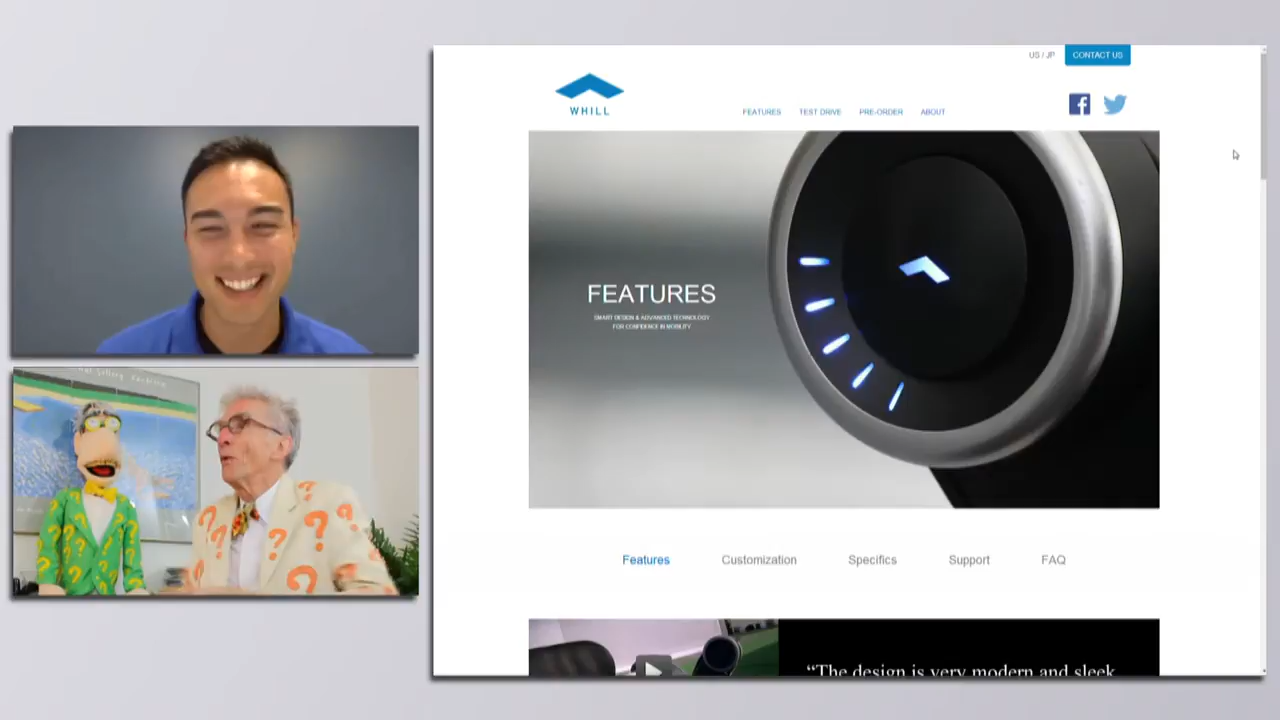 US / JP
CONTACT US
WHILL
FEATURES
TEST DRIVE
PRE-ORDER
ABOUT
FEATURES
SMART DESIGN & ADVANCED TECHNOLOGY
FOR CONFIDENCE IN MOBILITY
Features
Customization
Specifics
Support
FAQ
“The design is very modern and sleek